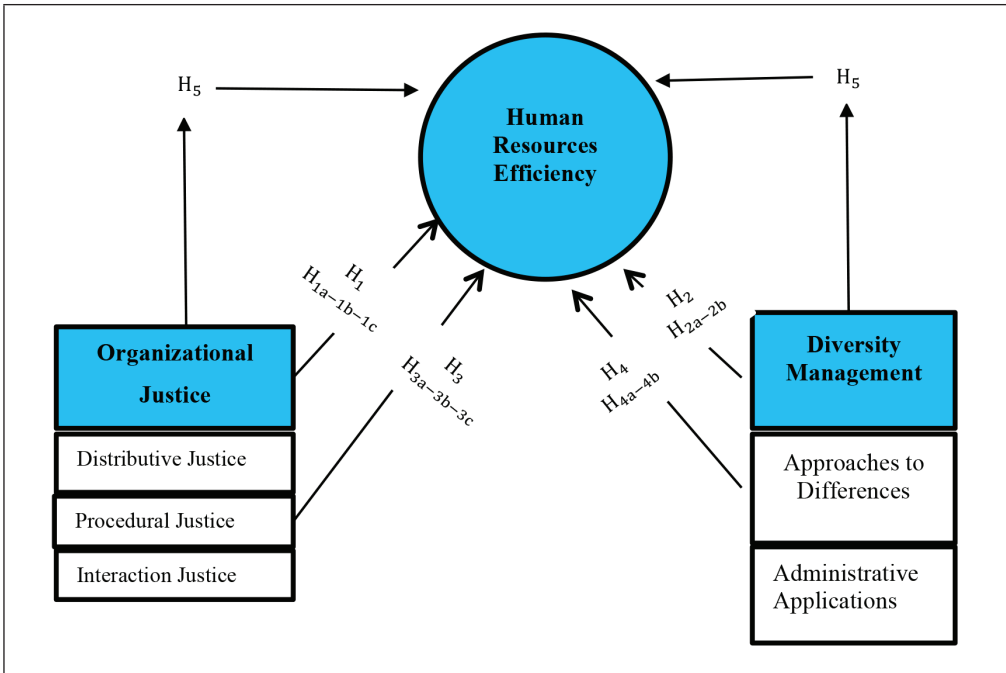 H5
H5
Human
Resources
Efficiency
H1
H1a−1b−1c
H2
H2a−2b
H3
H3a−3b−3c
H4
H4a−4b
Organizational
Justice
Distributive Justice
Procedural Justice
Interaction Justice
Diversity
Management
Approaches to
Differences
Administrative
Applications